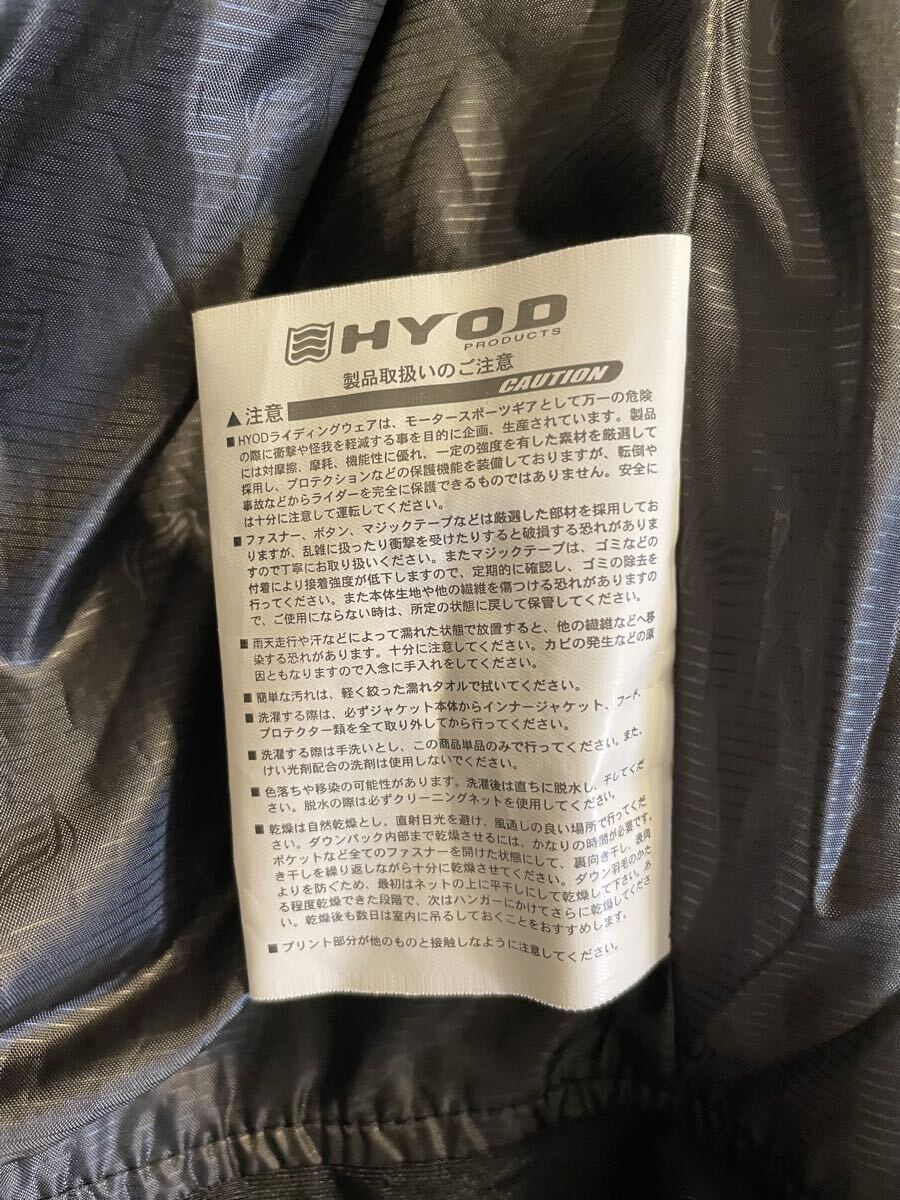 HYOD
PRODUCTS
製品取扱いのご注意
▲注意 CAUTION
■HYODライディングウェアは、モータースポーツギアとして万一の危険
の際に衝撃や怪我を軽減する事を目的に企画、生産されています。製品
には対摩擦、摩耗、機能性に優れ、一定の強度を有した素材を厳選して
採用し、プロテクションなどの保護機能を装備しておりますが、転倒や
事故などからライダーを完全に保護できるものではありません。安全に
は十分に注意して運転してください。
■ファスナー、ボタン、マジックテープなどは厳選した部材を採用してお
りますが、乱雑に扱ったり衝撃を受けたりすると破損する恐れがありま
すので丁寧にお取り扱いください。またマジックテープは、ゴミなどの
付着により接着強度が低下しますので、定期的に確認し、ゴミの除去を
行ってください。また本体生地や他の繊維を傷つける恐れがありますの
で、ご使用にならない時は、所定の状態に戻して保管してください。
■雨天走行や汗などによって濡れた状態で放置すると、他の繊維などへ移
染する恐れがあります。十分に注意してください。カビの発生などの原
因ともなりますので入念に手入れをしてください。
■簡単な汚れは、軽く絞った濡れタオルで拭いてください。
■洗濯する際は、必ずジャケット本体からインナージャケット、フード、
プロテクター類を全て取り外してから行ってください。
■洗濯する際は手洗いとし、この商品単品のみで行ってください。また、
けい光剤配合の洗剤は使用しないでください。
■色落ちや移染の可能性があります。洗濯後は直ちに脱水し、干してくだ
さい。脱水の際は必ずクリーニングネットを使用してください。
■乾燥は自然乾燥とし、直射日光を避け、風通しの良い場所で行ってくだ
さい。ダウンパック内部まで乾燥させるには、かなりの時間が必要です。
ポケットなど全てのファスナーを開けた状態にして、裏向き干し、表向
き干しを繰り返しながら十分に乾燥させてください。ダウン羽毛のかた
よりを防ぐため、最初はネットの上に平干しにして乾燥して下さい。あ
る程度乾燥できた段階で、次はハンガーにかけてさらに乾燥してくださ
い。乾燥後も数日は室内に吊るしておくことをおすすめします。
■プリント部分が他のものと接触しなように注意してください。